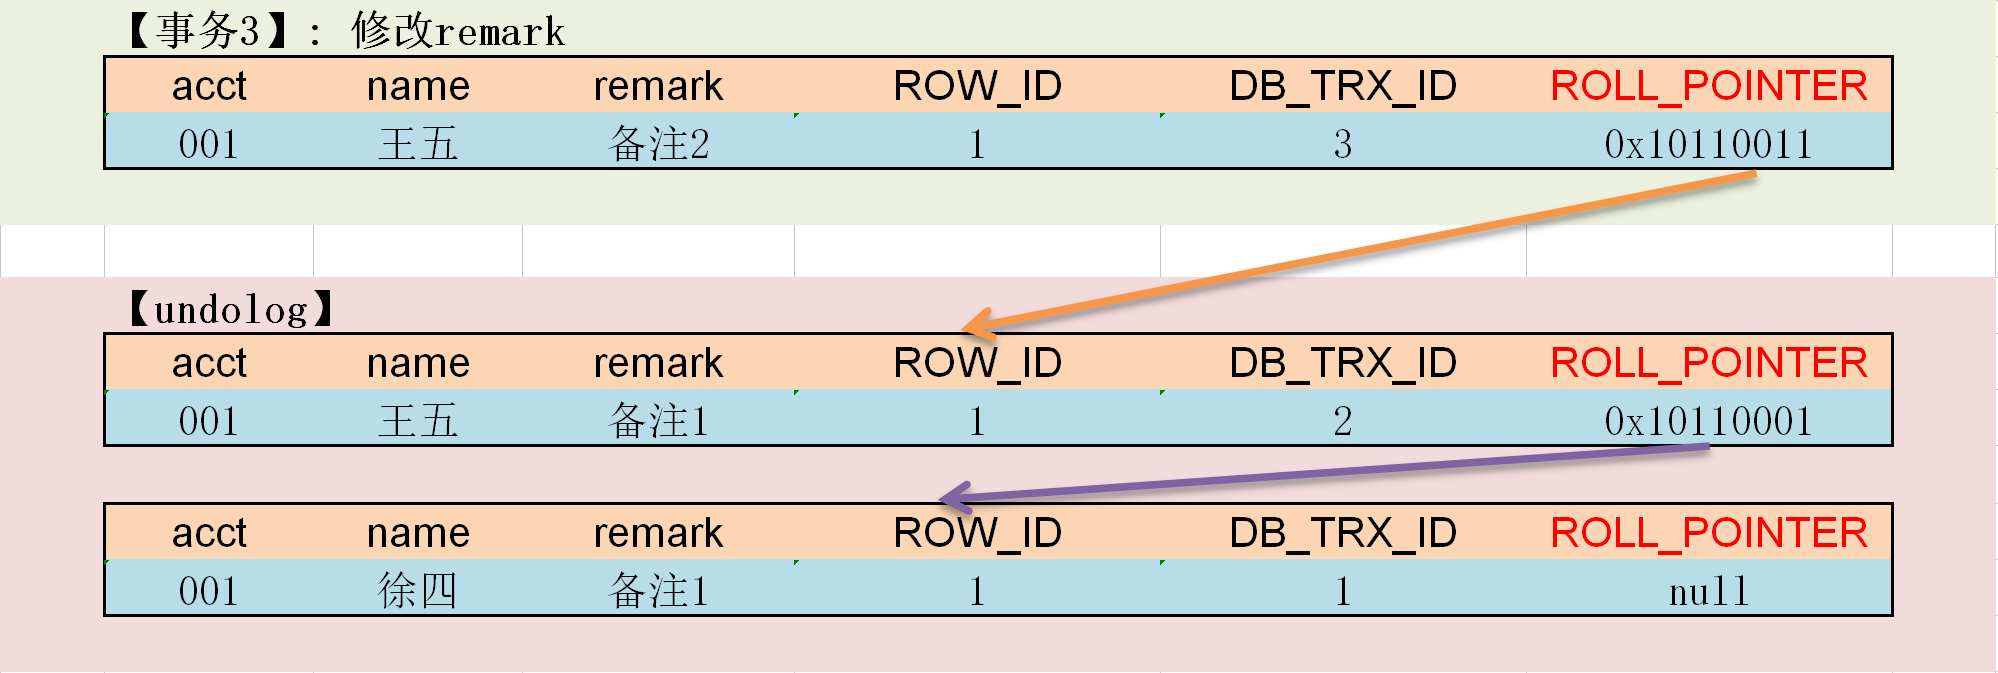 【事务3】: 修改remark
acct name remark ROW_ID DB_TRX_ID ROLL_POINTER
001 王五 备注2 1 3 0x10110011
【undolog】
acct name remark ROW_ID DB_TRX_ID ROLL_POINTER
001 王五 备注1 1 2 0x10110001
acct name remark ROW_ID DB_TRX_ID ROLL_POINTER
001 徐四 备注1 1 1 null